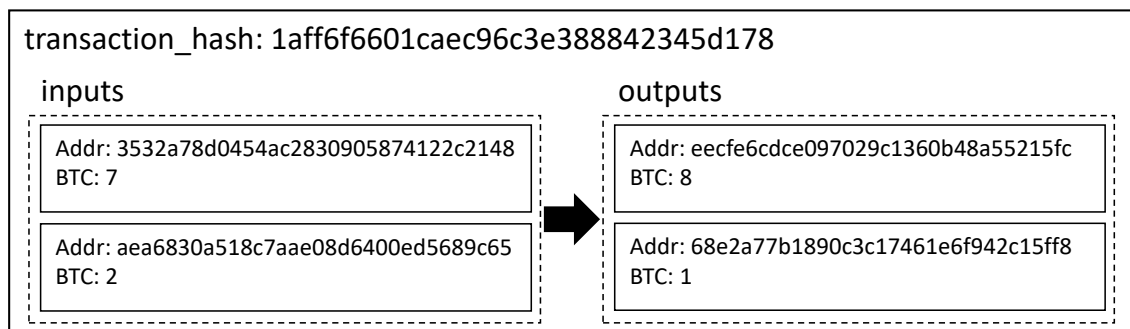 transaction_hash: 1aff6f6601caec96c3e388842345d178
inputs
Addr: 3532a78d0454ac2830905874122c2148
BTC: 7
Addr: aea6830a518c7aae08d6400ed5689c65
BTC: 2
outputs
Addr: eecfe6cdce097029c1360b48a55215fc
BTC: 8
Addr: 68e2a77b1890c3c17461e6f942c15ff8
BTC: 1